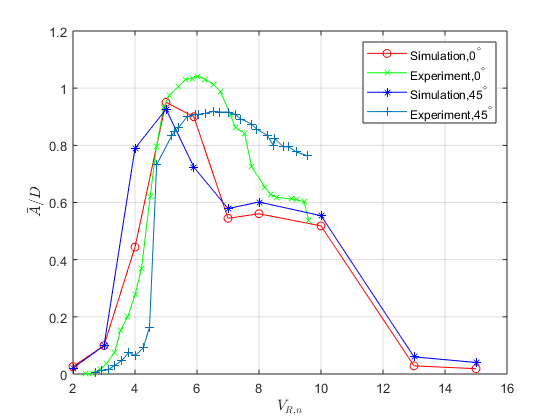 1.2
1
0.8
0.6
0.4
0.2
0
2 4 6 8 10 12 14 16
Ā/D
V_{R,n}
Simulation,0°
Experiment,0°
Simulation,45°
Experiment,45°